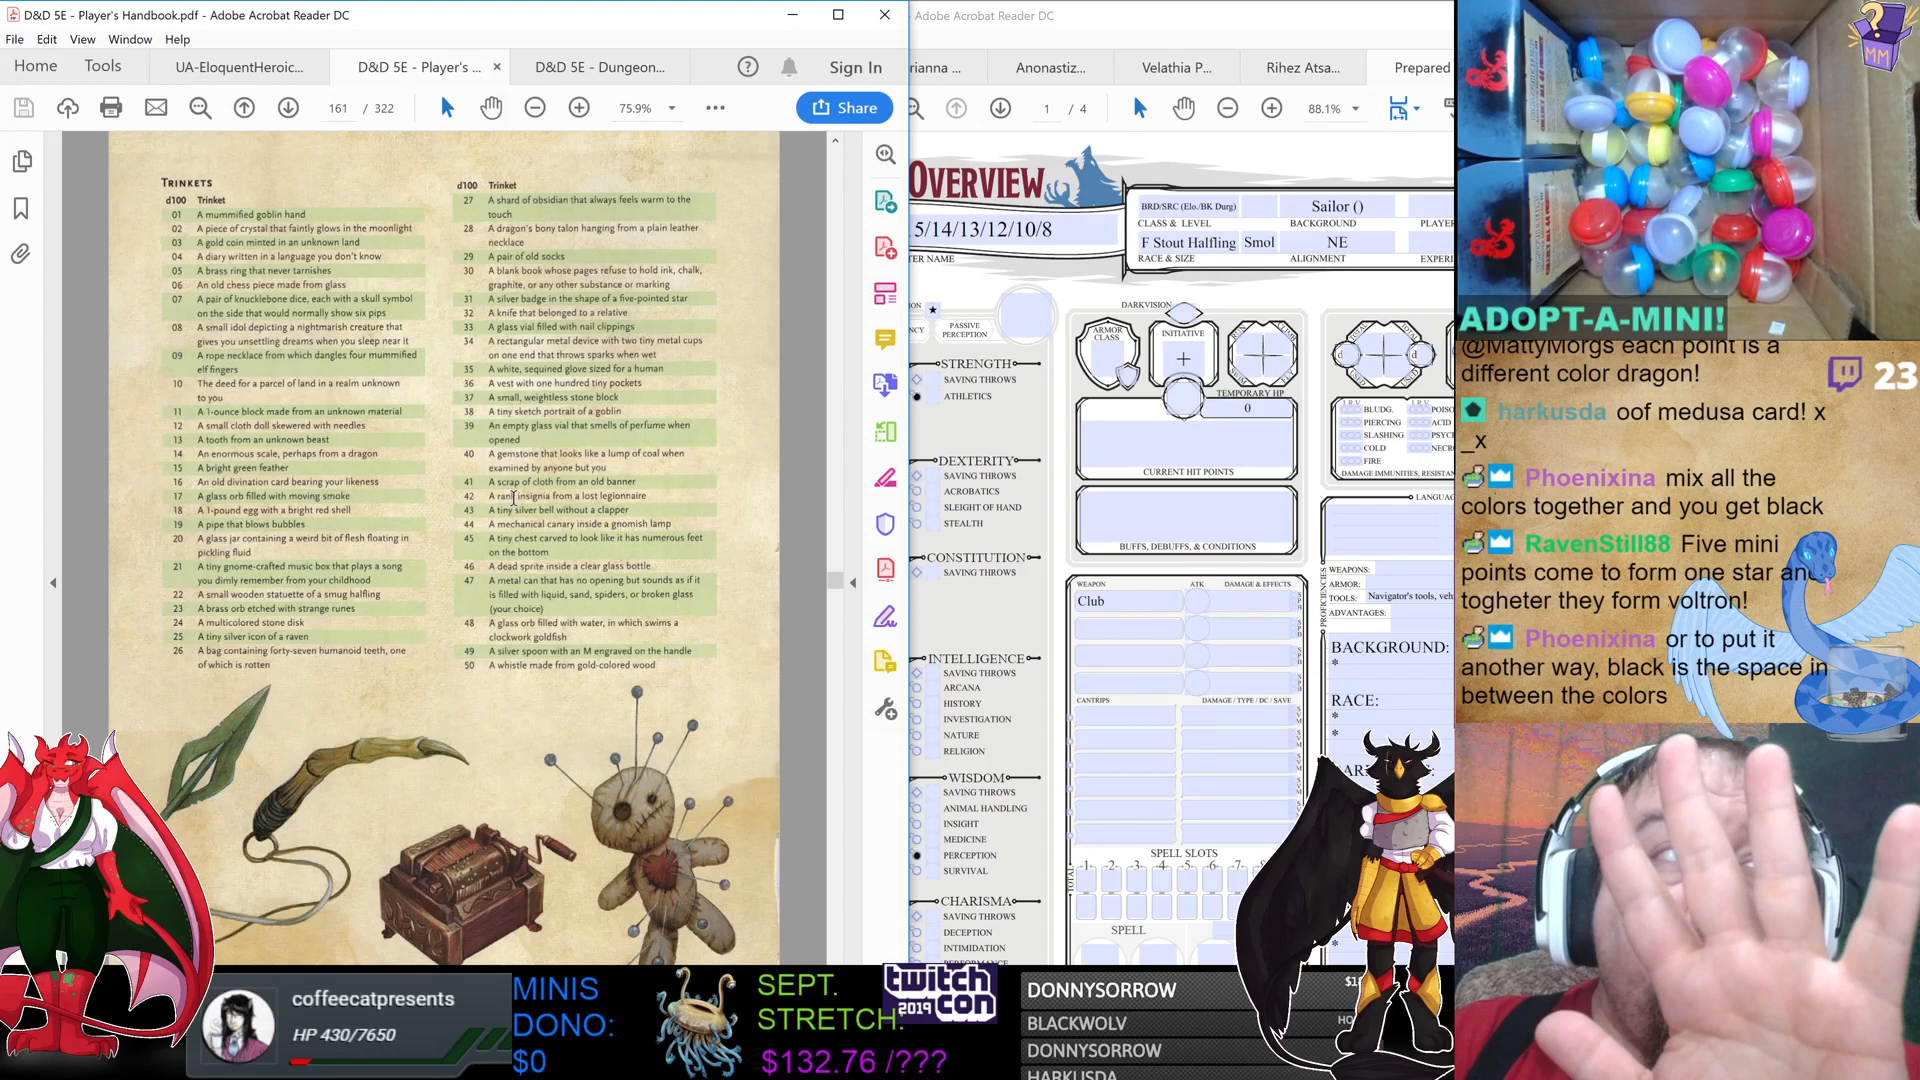 D&D 5E - Player's Handbook.pdf - Adobe Acrobat Reader DC
File Edit View Window Help
Home Tools UA-EloquentHeroic... D&D 5E - Player's ... × D&D 5E - Dungeon... Sign In
161 / 322 75.9% Share
TRINKETS
d100 Trinket
01 A mummified goblin hand
02 A piece of crystal that faintly glows in the moonlight
03 A gold coin minted in an unknown land
04 A diary written in a language you don't know
05 A brass ring that never tarnishes
06 An old chess piece made from glass
07 A pair of knucklebone dice, each with a skull symbol
on the side that would normally show six pips
08 A small idol depicting a nightmarish creature that
gives you unsettling dreams when you sleep near it
09 A rope necklace from which dangles four mummified
elf fingers
10 The deed for a parcel of land in a realm unknown
to you
11 A 1-ounce block made from an unknown material
12 A small cloth doll skewered with needles
13 A tooth from an unknown beast
14 An enormous scale, perhaps from a dragon
15 A bright green feather
16 An old divination card bearing your likeness
17 A glass orb filled with moving smoke
18 A 1-pound egg with a bright red shell
19 A pipe that blows bubbles
20 A glass jar containing a weird bit of flesh floating in
pickling fluid
21 A tiny gnome-crafted music box that plays a song
you dimly remember from your childhood
22 A small wooden statuette of a smug halfling
23 A brass orb etched with strange runes
24 A multicolored stone disk
25 A tiny silver icon of a raven
26 A bag containing forty-seven humanoid teeth, one
of which is rotten
d100 Trinket
27 A shard of obsidian that always feels warm to the
touch
28 A dragon's bony talon hanging from a plain leather
necklace
29 A pair of old socks
30 A blank book whose pages refuse to hold ink, chalk,
graphite, or any other substance or marking
31 A silver badge in the shape of a five-pointed star
32 A knife that belonged to a relative
33 A glass vial filled with nail clippings
34 A rectangular metal device with two tiny metal cups
on one end that throws sparks when wet
35 A white, sequined glove sized for a human
36 A vest with one hundred tiny pockets
37 A small, weightless stone block
38 A tiny sketch portrait of a goblin
39 An empty glass vial that smells of perfume when
opened
40 A gemstone that looks like a lump of coal when
examined by anyone but you
41 A scrap of cloth from an old banner
42 A rank insignia from a lost legionnaire
43 A tiny silver bell without a clapper
44 A mechanical canary inside a gnomish lamp
45 A tiny chest carved to look like it has numerous feet
on the bottom
46 A dead sprite inside a clear glass bottle
47 A metal can that has no opening but sounds as if it
is filled with liquid, sand, spiders, or broken glass
(your choice)
48 A glass orb filled with water, in which swims a
clockwork goldfish
49 A silver spoon with an M engraved on the handle
50 A whistle made from gold-colored wood
Adobe Acrobat Reader DC
rianna ... Anonastiz... Velathia P... Rihez Atsa... Prepared
1 / 4 88.1%
OVERVIEW
5/14/13/12/10/8
TER NAME
BRD/SRC (Elo./BK Durg) Sailor ()
CLASS & LEVEL BACKGROUND PLAYE
F Stout Halfling Smol NE
RACE & SIZE ALIGNMENT EXPERI
PASSIVE
PERCEPTION
STRENGTH
SAVING THROWS
ATHLETICS
DEXTERITY
SAVING THROWS
ACROBATICS
SLEIGHT OF HAND
STEALTH
CONSTITUTION
SAVING THROWS
INTELLIGENCE
SAVING THROWS
ARCANA
HISTORY
INVESTIGATION
NATURE
RELIGION
WISDOM
SAVING THROWS
ANIMAL HANDLING
INSIGHT
MEDICINE
PERCEPTION
SURVIVAL
CHARISMA
SAVING THROWS
DECEPTION
INTIMIDATION
DARKVISION
ARMOR
CLASS
INITIATIVE
+
TEMPORARY HP
0
CURRENT HIT POINTS
BUFFS, DEBUFFS, & CONDITIONS
WEAPON ATK DAMAGE & EFFECTS
Club
CANTRIPS DAMAGE / TYPE / DC / SAVE
SPELL SLOTS
-1- -2- -3- -4- -5- -6- -7-
TOTAL
SPELL
BLUDG. POISO
PIERCING ACID
SLASHING PSYC
COLD NECR
FIRE
DAMAGE IMMUNITIES, RESISTAN
LANGUAG
PROFICIENCIES
WEAPONS:
ARMOR:
TOOLS: Navigator's tools, veh
ADVANTAGES:
BACKGROUND:
*
RACE:
*
*
ADOPT-A-MINI!
MM
@MattyMorgs each point is a
different color dragon!
23
harkusda oof medusa card! x
_x
Phoenixina mix all the
colors together and you get black
RavenStill88 Five mini
points come to form one star and
togheter they form voltron!
Phoenixina or to put it
another way, black is the space in
between the colors
coffeecatpresents
HP 430/7650
MINIS
DONO:
$0
SEPT.
STRETCH:
$132.76 /???
twitch
con
2019
DONNYSORROW
BLACKWOLV
DONNYSORROW
HARKUSDA